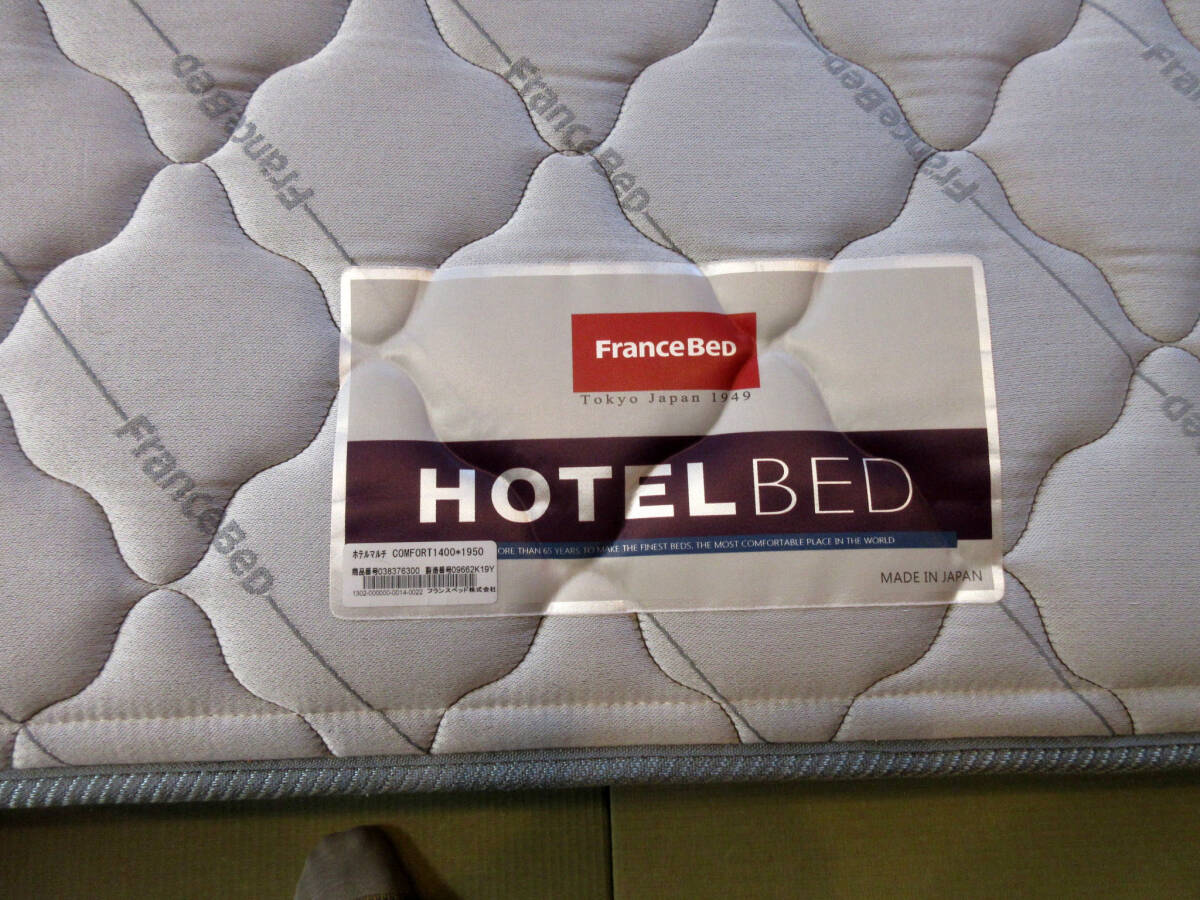 FranceBed
FranceBed
FranceBed
FranceBed
FranceBed
Tokyo Japan 1949
HOTELBED
ORE THAN 65 YEARS TO MAKE THE FINEST BEDS, THE MOST COMFORTABLE PLACE IN THE WORLD
ホテルマルチ COMFORT1400*1950
商品番号038376300 製造番号09662K19Y
1302-000000-0014-0022 フランスベッド株式会社
MADE IN JAPAN